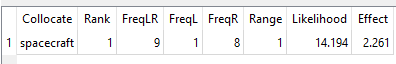 Collocate Rank FreqLR FreqL FreqR Range Likelihood Effect
1 spacecraft 1 9 1 8 1 14.194 2.261